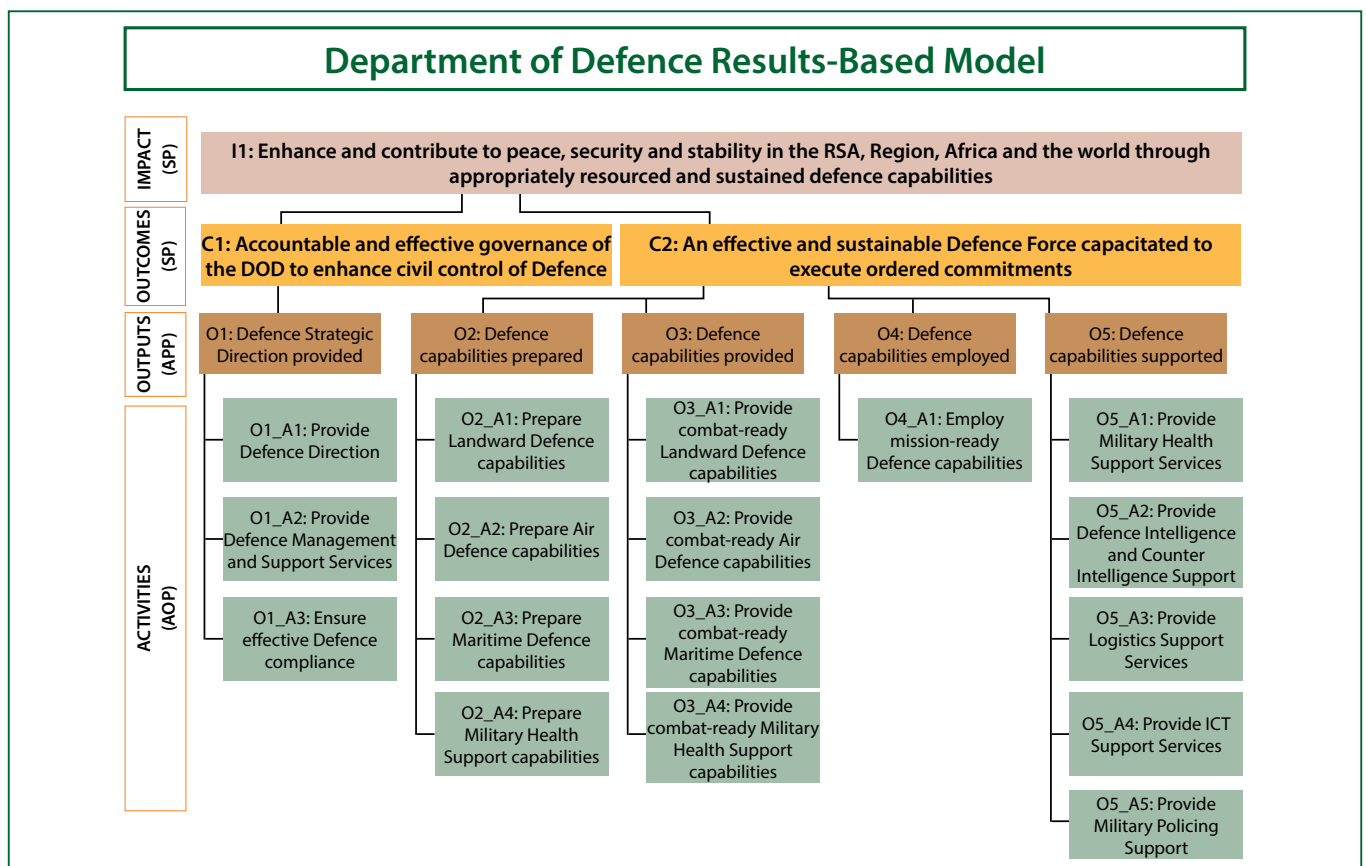 Department of Defence Results-Based Model
IMPACT
(SP)
I1: Enhance and contribute to peace, security and stability in the RSA, Region, Africa and the world through
appropriately resourced and sustained defence capabilities
OUTCOMES
(SP)
C1: Accountable and effective governance of
the DOD to enhance civil control of Defence
C2: An effective and sustainable Defence Force capacitated to
execute ordered commitments
OUTPUTS
(APP)
O1: Defence Strategic
Direction provided
O2: Defence
capabilities prepared
O3: Defence
capabilities provided
O4: Defence
capabilities employed
O5: Defence
capabilities supported
ACTIVITIES
(AOP)
O1_A1: Provide
Defence Direction
O1_A2: Provide
Defence Management
and Support Services
O1_A3: Ensure
effective Defence
compliance
O2_A1: Prepare
Landward Defence
capabilities
O2_A2: Prepare Air
Defence capabilities
O2_A3: Prepare
Maritime Defence
capabilities
O2_A4: Prepare
Military Health
Support capabilities
O3_A1: Provide
combat-ready
Landward Defence
capabilities
O3_A2: Provide
combat-ready Air
Defence capabilities
O3_A3: Provide
combat-ready
Maritime Defence
capabilities
O3_A4: Provide
combat-ready Military
Health Support
capabilities
O4_A1: Employ
mission-ready
Defence capabilities
O5_A1: Provide
Military Health
Support Services
O5_A2: Provide
Defence Intelligence
and Counter
Intelligence Support
O5_A3: Provide
Logistics Support
Services
O5_A4: Provide ICT
Support Services
O5_A5: Provide
Military Policing
Support